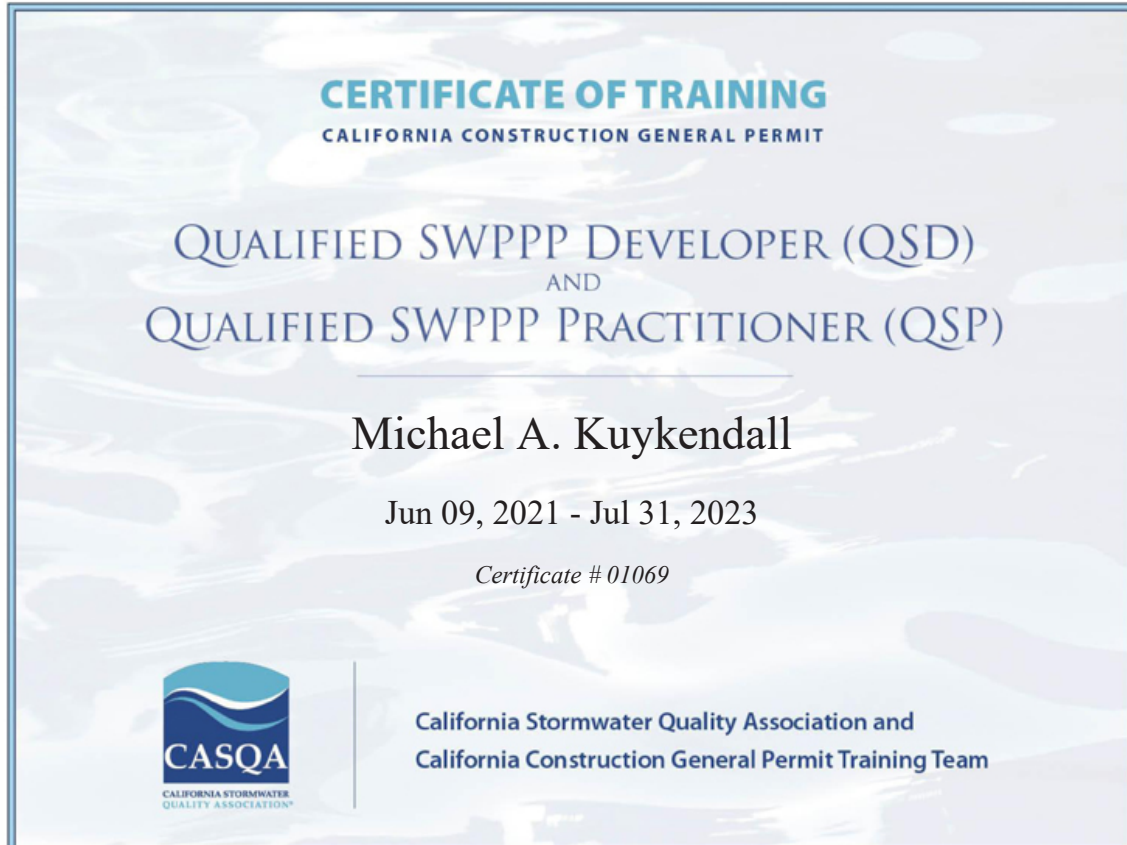 CERTIFICATE OF TRAINING
CALIFORNIA CONSTRUCTION GENERAL PERMIT
QUALIFIED SWPPP DEVELOPER (QSD)
AND
QUALIFIED SWPPP PRACTITIONER (QSP)
Michael A. Kuykendall
Jun 09, 2021 - Jul 31, 2023
Certificate # 01069
CASQA
CALIFORNIA STORMWATER
QUALITY ASSOCIATION®
California Stormwater Quality Association and
California Construction General Permit Training Team